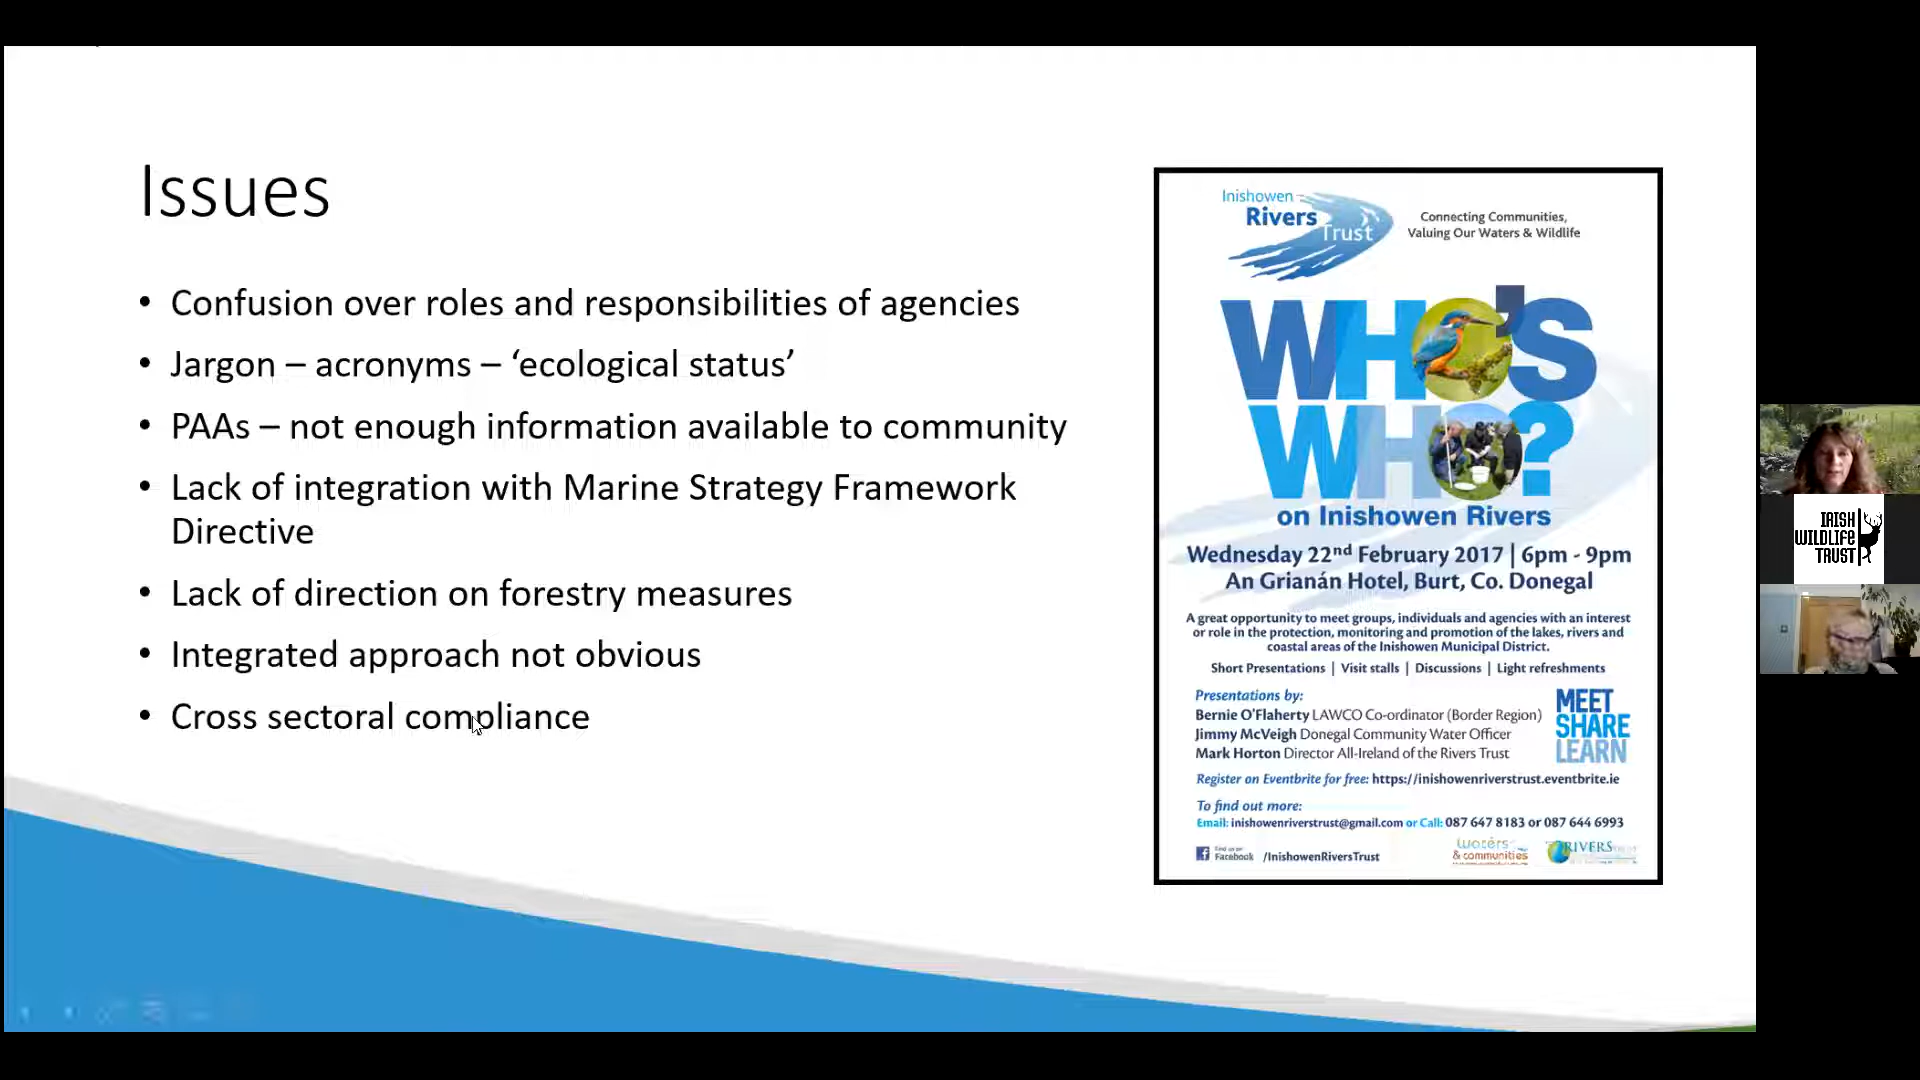 Issues
• Confusion over roles and responsibilities of agencies
• Jargon – acronyms – ‘ecological status’
• PAAs – not enough information available to community
• Lack of integration with Marine Strategy Framework
Directive
• Lack of direction on forestry measures
• Integrated approach not obvious
• Cross sectoral compliance
Inishowen
Rivers
Trust
Connecting Communities,
Valuing Our Waters & Wildlife
WHO'S
WHO?
on Inishowen Rivers
Wednesday 22nd February 2017 | 6pm - 9pm
An Grianán Hotel, Burt, Co. Donegal
A great opportunity to meet groups, individuals and agencies with an interest
or role in the protection, monitoring and promotion of the lakes, rivers and
coastal areas of the Inishowen Municipal District.
Short Presentations | Visit stalls | Discussions | Light refreshments
Presentations by:
Bernie O'Flaherty LAWCO Co-ordinator (Border Region)
Jimmy McVeigh Donegal Community Water Officer
Mark Horton Director All-Ireland of the Rivers Trust
MEET
SHARE
LEARN
Register on Eventbrite for free: https://inishowenriverstrust.eventbrite.ie
To find out more:
Email: inishowenriverstrust@gmail.com or Call: 087 647 8183 or 087 644 6993
Find us on
Facebook /InishowenRiversTrust
waters
& communities
RIVERS
IRISH
WILDLIFE
TRUST